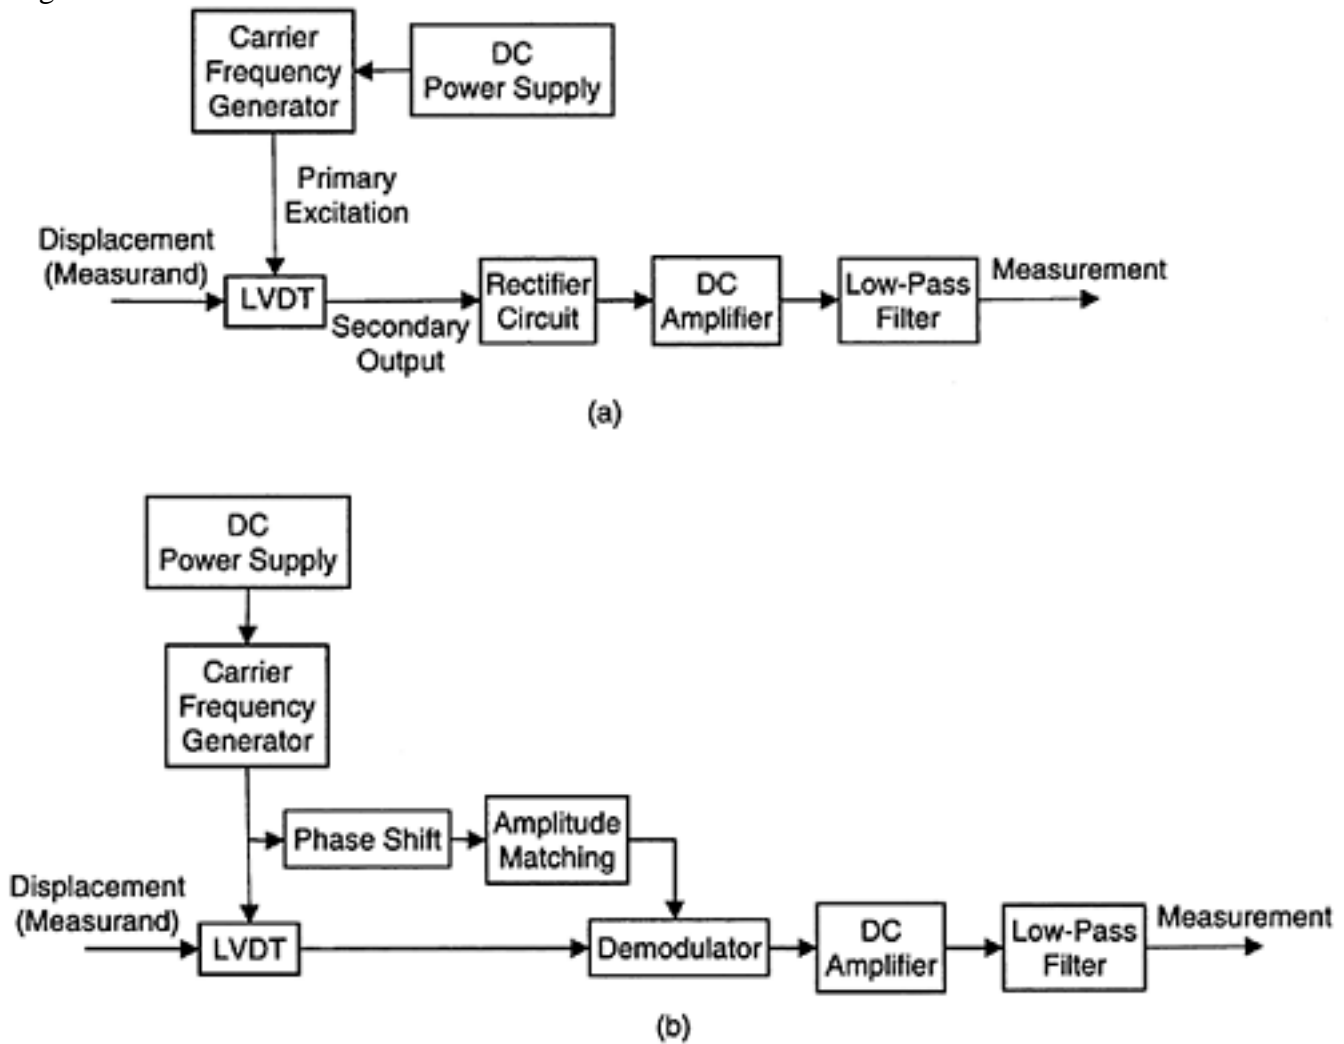 Carrier
Frequency
Generator
DC
Power Supply
Primary
Excitation
Displacement
(Measurand)
LVDT
Secondary
Output
Rectifier
Circuit
DC
Amplifier
Low-Pass
Filter
Measurement
(a)
DC
Power Supply
Carrier
Frequency
Generator
Phase Shift
Amplitude
Matching
Displacement
(Measurand)
LVDT
Demodulator
DC
Amplifier
Low-Pass
Filter
Measurement
(b)